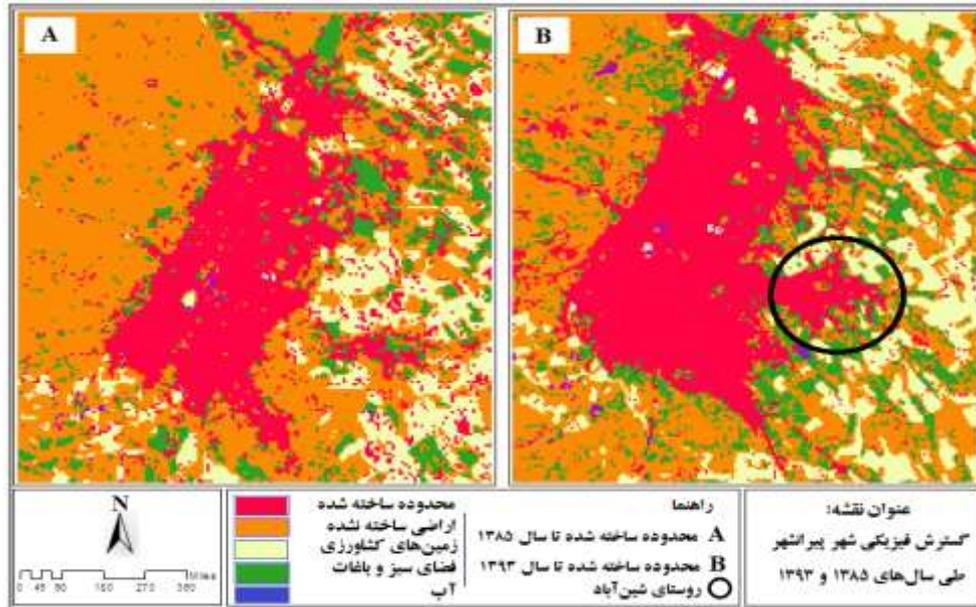 A
B
N
0 45 90 180 270 360
Miles
محدوده ساخته شده
اراضی ساخته نشده
زمین‌های کشاورزی
فضای سبز و باغات
آب
راهنما
A محدوده ساخته شده تا سال ۱۳۸۵
B محدوده ساخته شده تا سال ۱۳۹۳
روستای شین‌آباد
عنوان نقشه:
گسترش فیزیکی شهر پیرانشهر
طی سال‌های ۱۳۸۵ و ۱۳۹۳